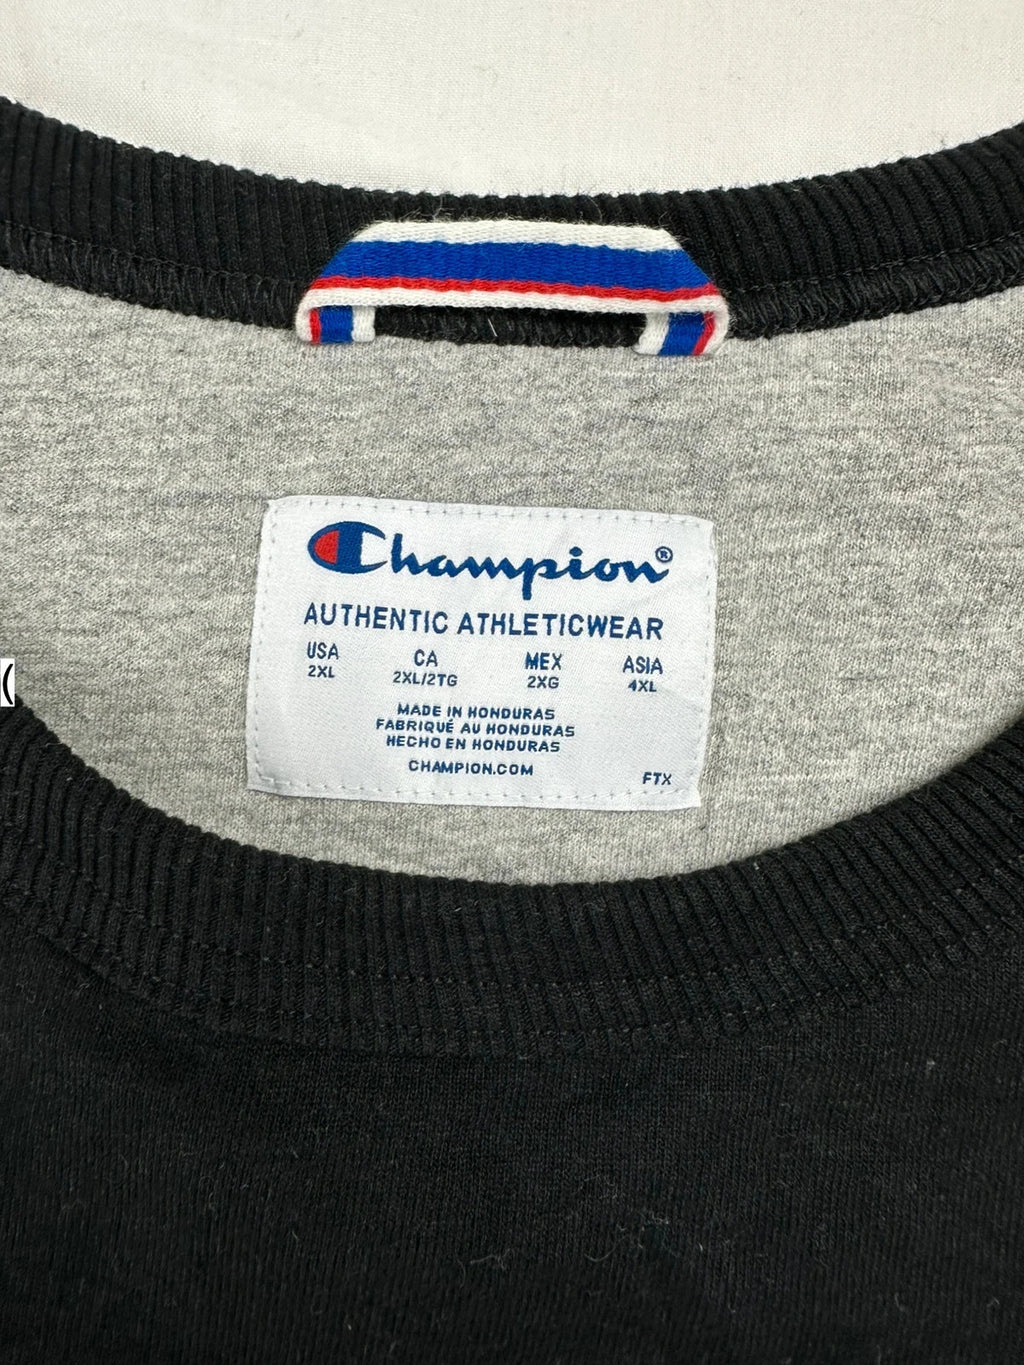 Champion®
AUTHENTIC ATHLETICWEAR
USA CA MEX ASIA
2XL 2XL/2TG 2XG 4XL
(
MADE IN HONDURAS
FABRIQUÉ AU HONDURAS
HECHO EN HONDURAS
CHAMPION.COM
FTX